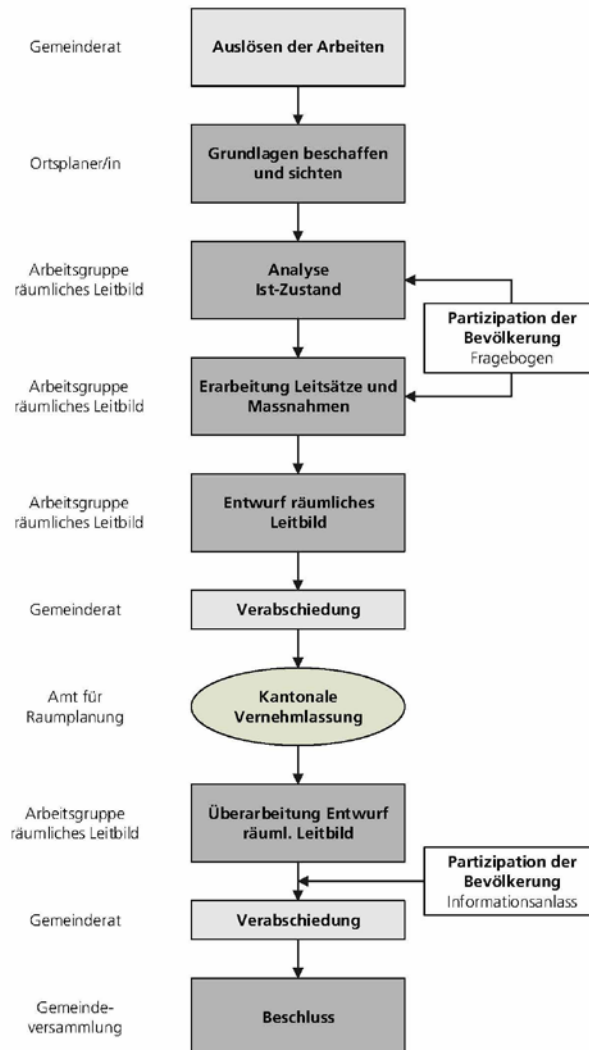 Gemeinderat
Auslösen der Arbeiten
Ortsplaner/in
Grundlagen beschaffen
und sichten
Arbeitsgruppe
räumliches Leitbild
Analyse
Ist-Zustand
Partizipation der
Bevölkerung
Fragebogen
Arbeitsgruppe
räumliches Leitbild
Erarbeitung Leitsätze und
Massnahmen
Arbeitsgruppe
räumliches Leitbild
Entwurf räumliches
Leitbild
Gemeinderat
Verabschiedung
Amt für
Raumplanung
Kantonale
Vernehmlassung
Arbeitsgruppe
räumliches Leitbild
Überarbeitung Entwurf
räuml. Leitbild
Partizipation der
Bevölkerung
Informationsanlass
Gemeinderat
Verabschiedung
Gemeinde-
versammlung
Beschluss